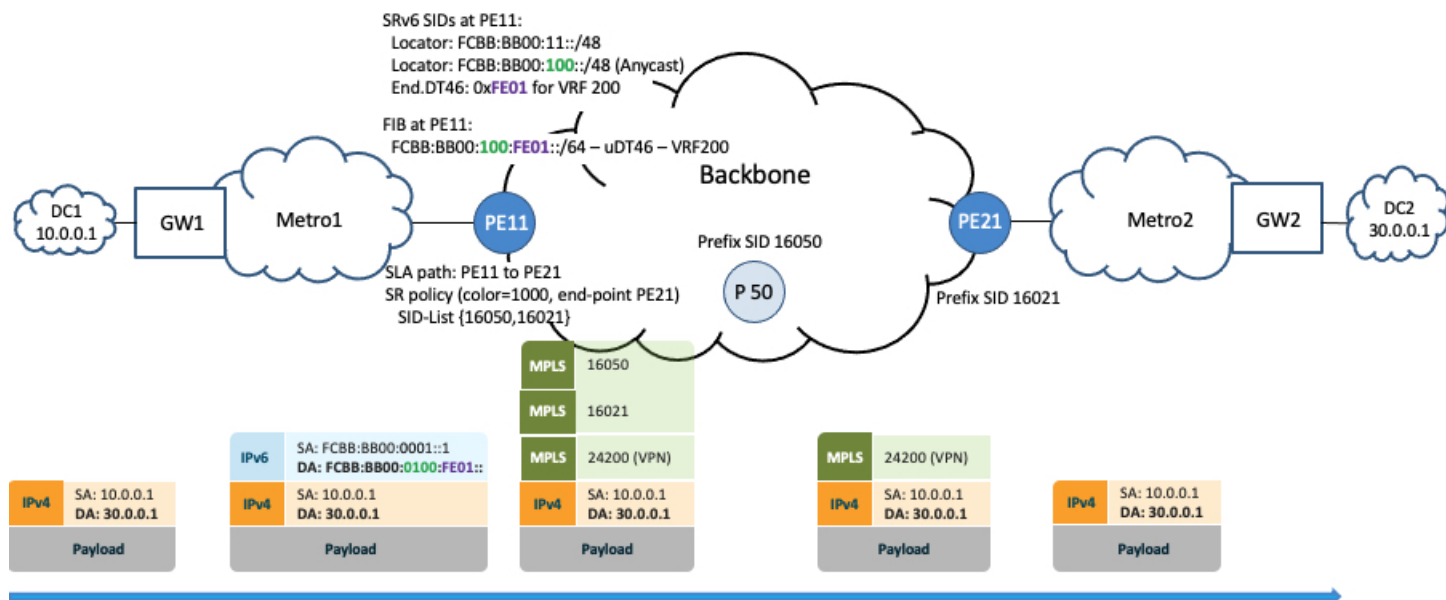 SRv6 SIDs at PE11:
Locator: FCBB:BB00:11::/48
Locator: FCBB:BB00:100::/48 (Anycast)
End.DT46: 0xFE01 for VRF 200
FIB at PE11:
FCBB:BB00:100:FE01::/64 – uDT46 – VRF200
Backbone
DC1
10.0.0.1
GW1
Metro1
PE11
PE21
Metro2
GW2
DC2
30.0.0.1
Prefix SID 16050
P 50
Prefix SID 16021
SLA path: PE11 to PE21
SR policy (color=1000, end-point PE21)
SID-List {16050,16021}
IPv4
SA: 10.0.0.1
DA: 30.0.0.1
Payload
IPv6
SA: FCBB:BB00:0001::1
DA: FCBB:BB00:0100:FE01::
IPv4
SA: 10.0.0.1
DA: 30.0.0.1
Payload
MPLS 16050
MPLS 16021
MPLS 24200 (VPN)
IPv4
SA: 10.0.0.1
DA: 30.0.0.1
Payload
MPLS 24200 (VPN)
IPv4
SA: 10.0.0.1
DA: 30.0.0.1
Payload
IPv4
SA: 10.0.0.1
DA: 30.0.0.1
Payload